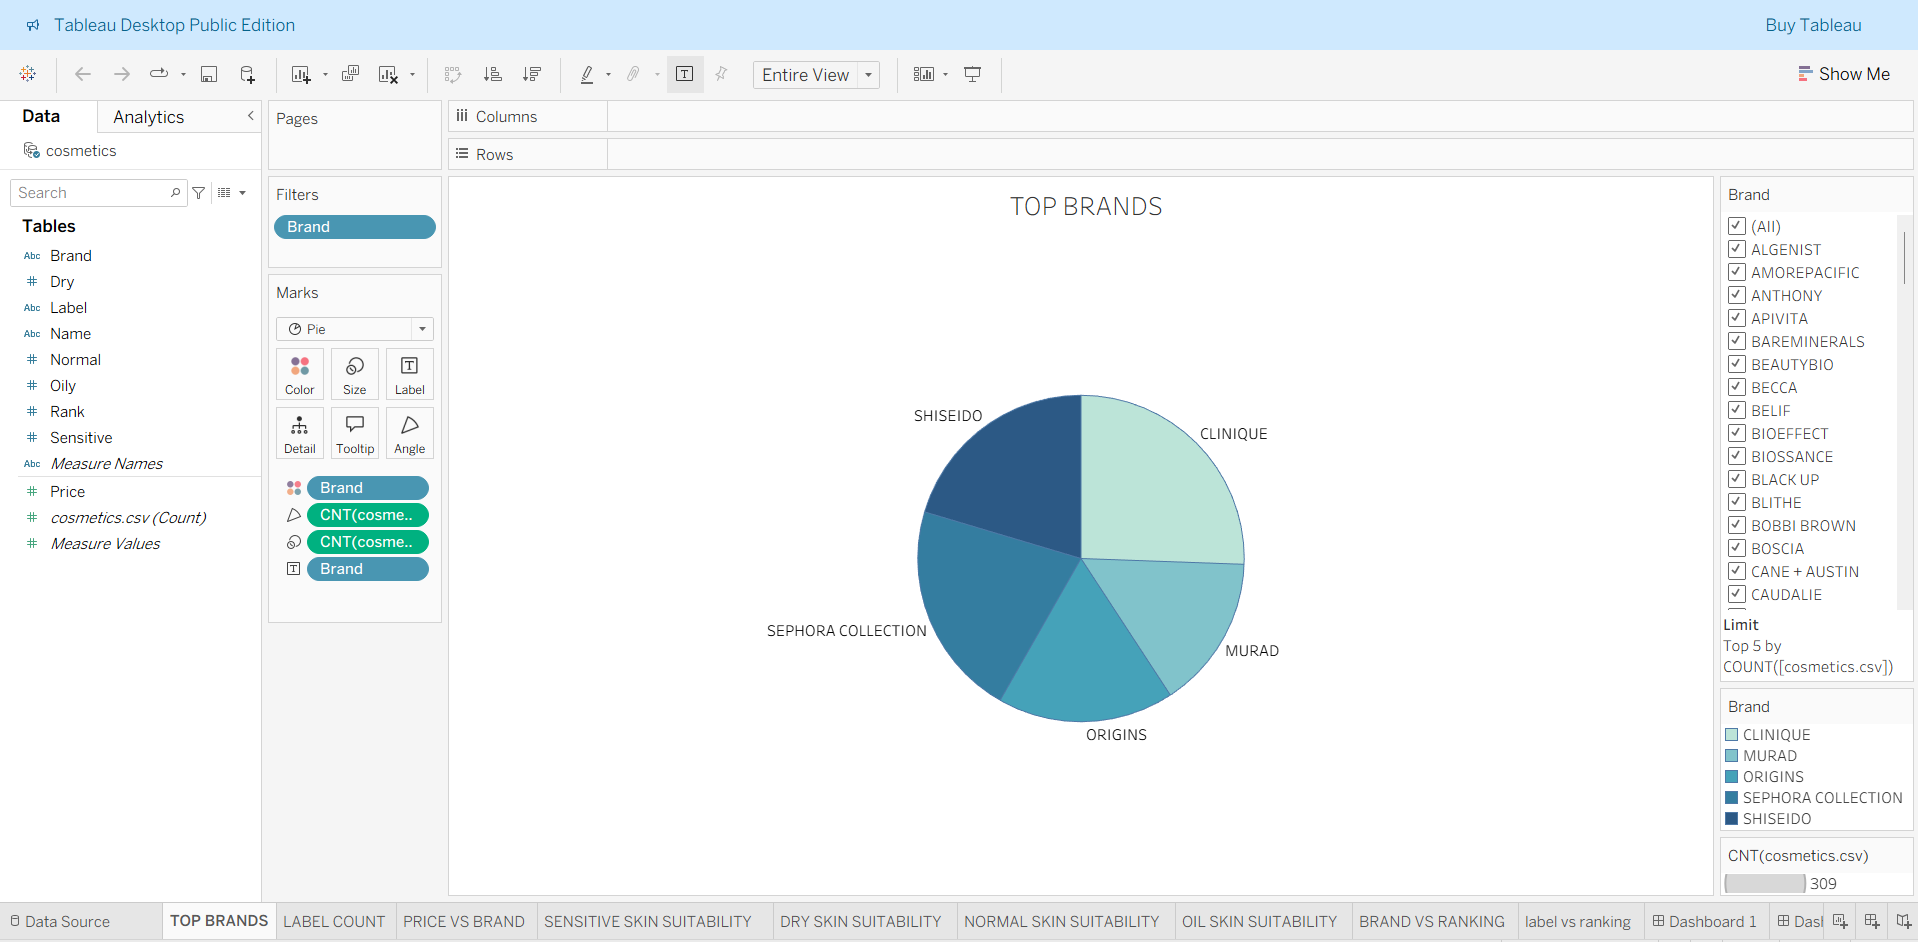 Tableau Desktop Public Edition
Buy Tableau
Entire View
Show Me
Data
Analytics
cosmetics
Search
Tables
Abc Brand
Dry
Abc Label
Abc Name
Normal
Oily
Rank
Sensitive
Abc Measure Names
Price
cosmetics.csv (Count)
Measure Values
Pages
Filters
Brand
Marks
Pie
Color
Size
Label
Detail
Tooltip
Angle
Brand
CNT(cosme..
CNT(cosme..
Brand
Columns
Rows
TOP BRANDS
SHISEIDO
CLINIQUE
SEPHORA COLLECTION
MURAD
ORIGINS
Brand
(All)
ALGENIST
AMOREPACIFIC
ANTHONY
APIVITA
BAREMINERALS
BEAUTYBIO
BECCA
BELIF
BIOEFFECT
BIOSSANCE
BLACK UP
BLITHE
BOBBI BROWN
BOSCIA
CANE + AUSTIN
CAUDALIE
Limit
Top 5 by
COUNT([cosmetics.csv])
Brand
CLINIQUE
MURAD
ORIGINS
SEPHORA COLLECTION
SHISEIDO
CNT(cosmetics.csv)
309
Data Source
TOP BRANDS
LABEL COUNT
PRICE VS BRAND
SENSITIVE SKIN SUITABILITY
DRY SKIN SUITABILITY
NORMAL SKIN SUITABILITY
OIL SKIN SUITABILITY
BRAND VS RANKING
label vs ranking
Dashboard 1